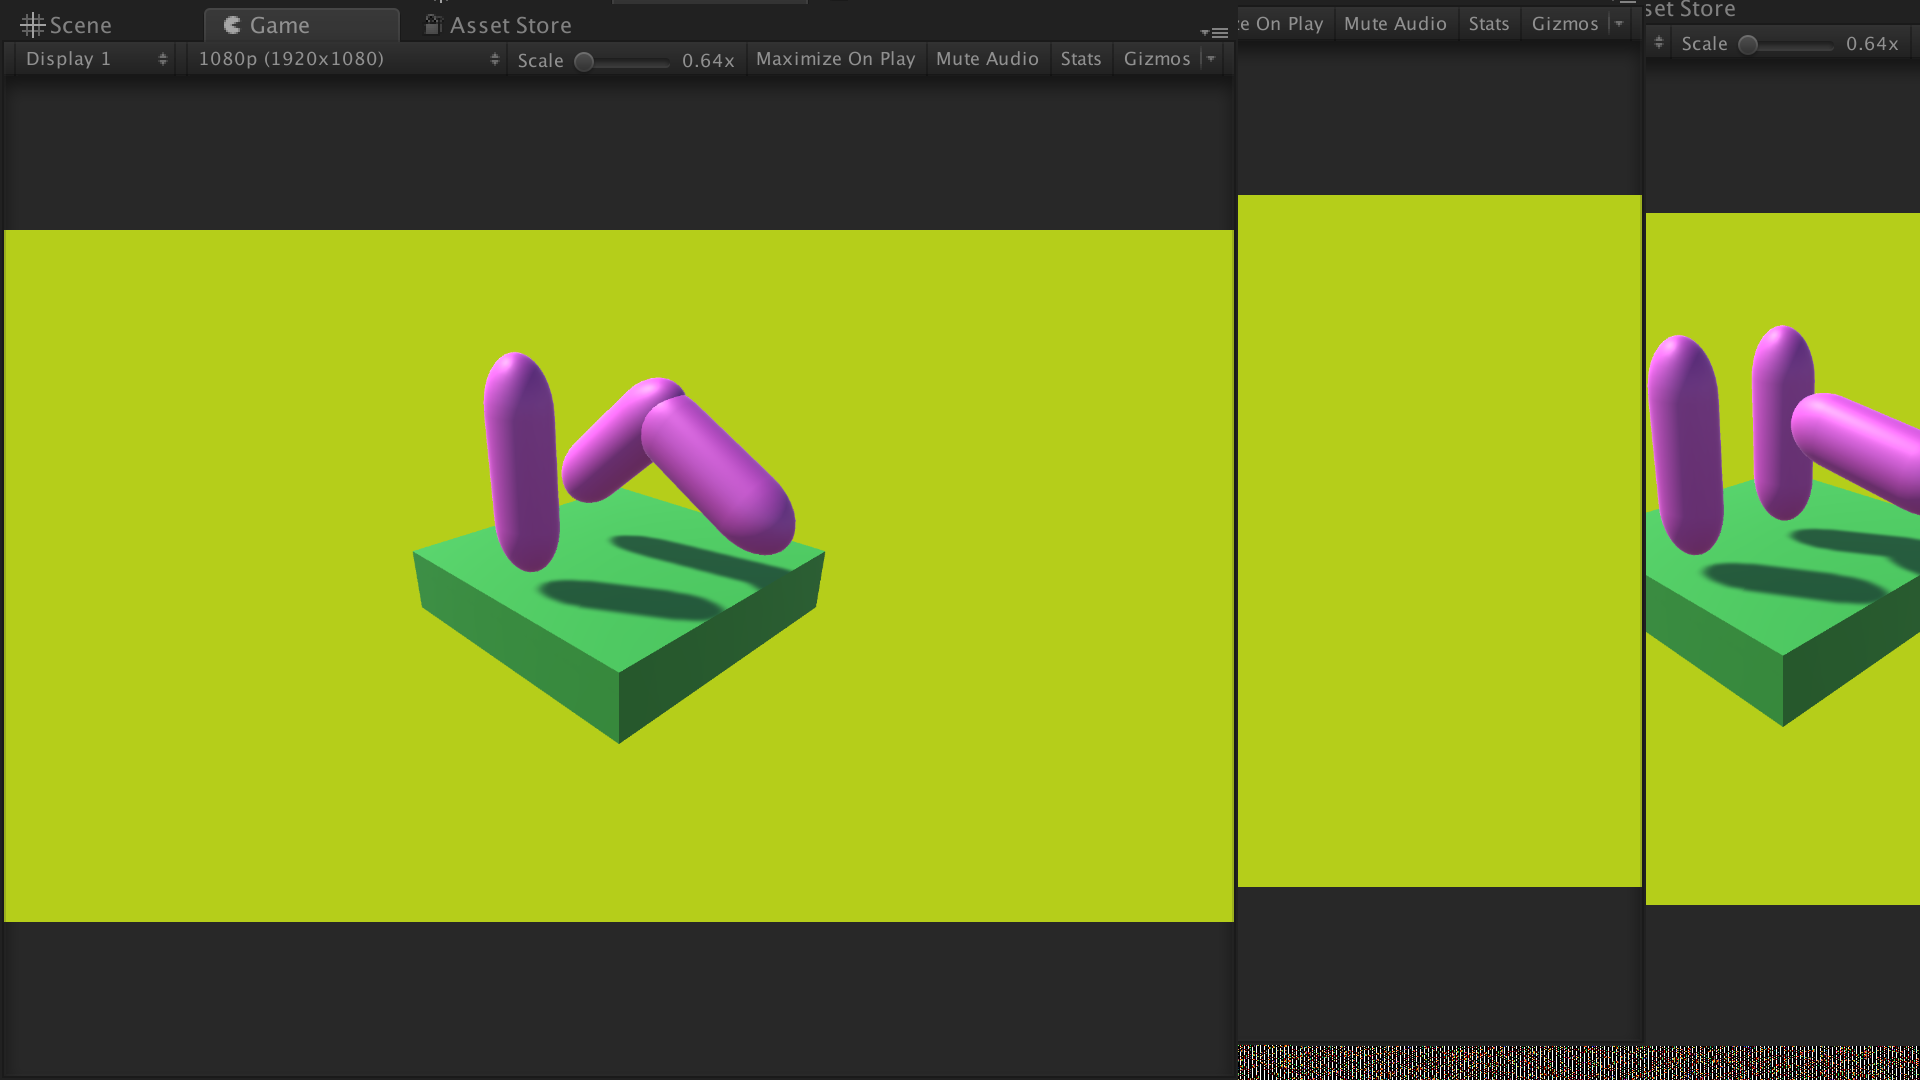 Scene Game Asset Store
Display 1 1080p (1920x1080) Scale 0.64x Maximize On Play Mute Audio Stats Gizmos
On Play Mute Audio Stats Gizmos
set Store
Scale 0.64x